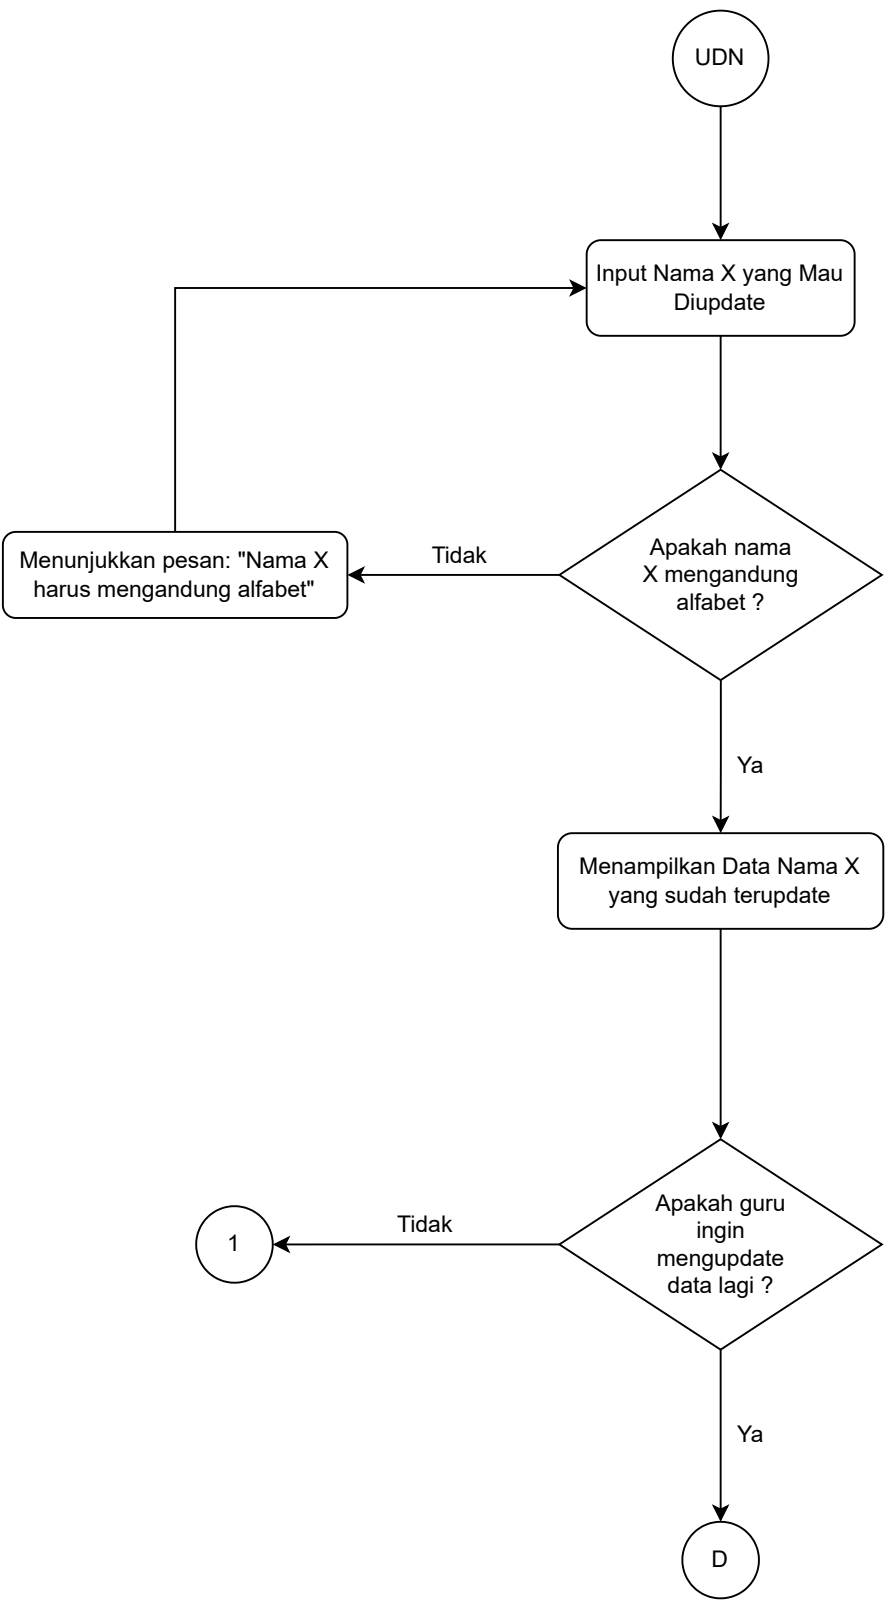 UDN
Input Nama X yang Mau
Diupdate
Apakah nama
X mengandung
alfabet ?
Tidak
Menunjukkan pesan: "Nama X
harus mengandung alfabet"
Ya
Menampilkan Data Nama X
yang sudah terupdate
Apakah guru
ingin
mengupdate
data lagi ?
Tidak
1
Ya
D